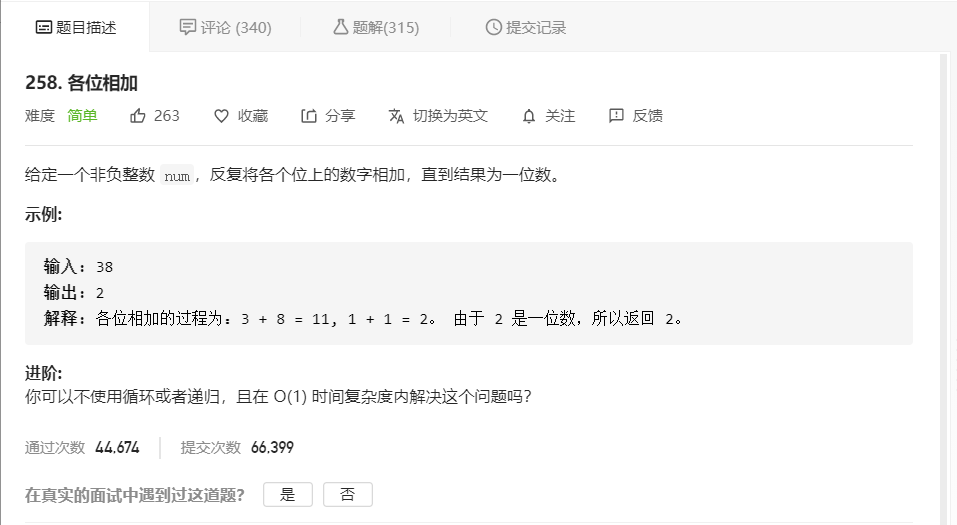 题目描述 评论 (340) 题解(315) 提交记录
258. 各位相加
难度 简单 263 收藏 分享 切换为英文 关注 反馈
给定一个非负整数 num，反复将各个位上的数字相加，直到结果为一位数。
示例:
输入: 38
输出: 2
解释: 各位相加的过程为：3 + 8 = 11, 1 + 1 = 2。 由于 2 是一位数，所以返回 2。
进阶:
你可以不使用循环或者递归，且在 O(1) 时间复杂度内解决这个问题吗？
通过次数 44,674 提交次数 66,399
在真实的面试中遇到过这道题？ 是 否